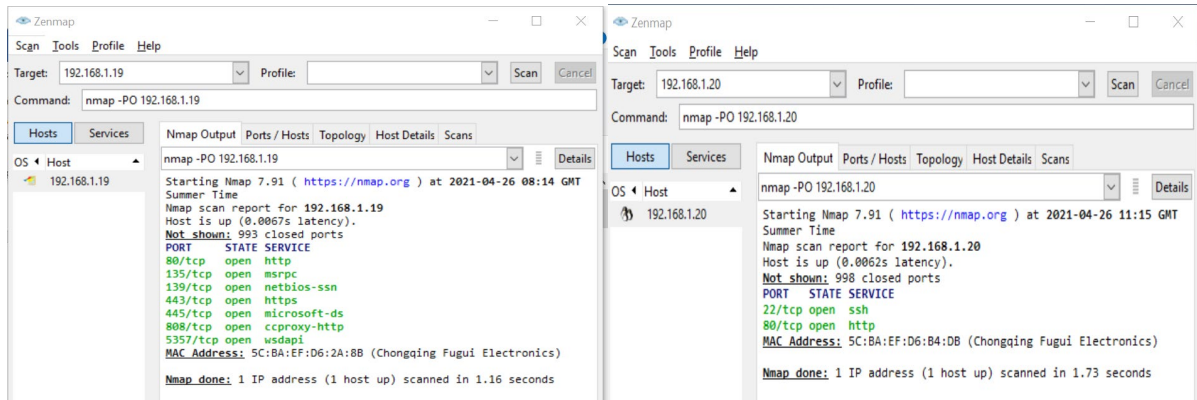 Zenmap
Scan Tools Profile Help
Target: 192.168.1.19 Profile: Scan Cancel
Command: nmap -PO 192.168.1.19
Hosts Services
Nmap Output Ports / Hosts Topology Host Details Scans
OS Host
nmap -PO 192.168.1.19 Details
192.168.1.19
Starting Nmap 7.91 ( https://nmap.org ) at 2021-04-26 08:14 GMT
Summer Time
Nmap scan report for 192.168.1.19
Host is up (0.0067s latency).
Not shown: 993 closed ports
PORT STATE SERVICE
80/tcp open http
135/tcp open msrpc
139/tcp open netbios-ssn
443/tcp open https
445/tcp open microsoft-ds
808/tcp open ccproxy-http
5357/tcp open wsdapi
MAC Address: 5C:BA:EF:D6:2A:8B (Chongqing Fugui Electronics)
Nmap done: 1 IP address (1 host up) scanned in 1.16 seconds
Zenmap
Scan Tools Profile Help
Target: 192.168.1.20 Profile: Scan Cancel
Command: nmap -PO 192.168.1.20
Hosts Services
Nmap Output Ports / Hosts Topology Host Details Scans
OS Host
nmap -PO 192.168.1.20 Details
192.168.1.20
Starting Nmap 7.91 ( https://nmap.org ) at 2021-04-26 11:15 GMT
Summer Time
Nmap scan report for 192.168.1.20
Host is up (0.0062s latency).
Not shown: 998 closed ports
PORT STATE SERVICE
22/tcp open ssh
80/tcp open http
MAC Address: 5C:BA:EF:D6:B4:DB (Chongqing Fugui Electronics)
Nmap done: 1 IP address (1 host up) scanned in 1.73 seconds